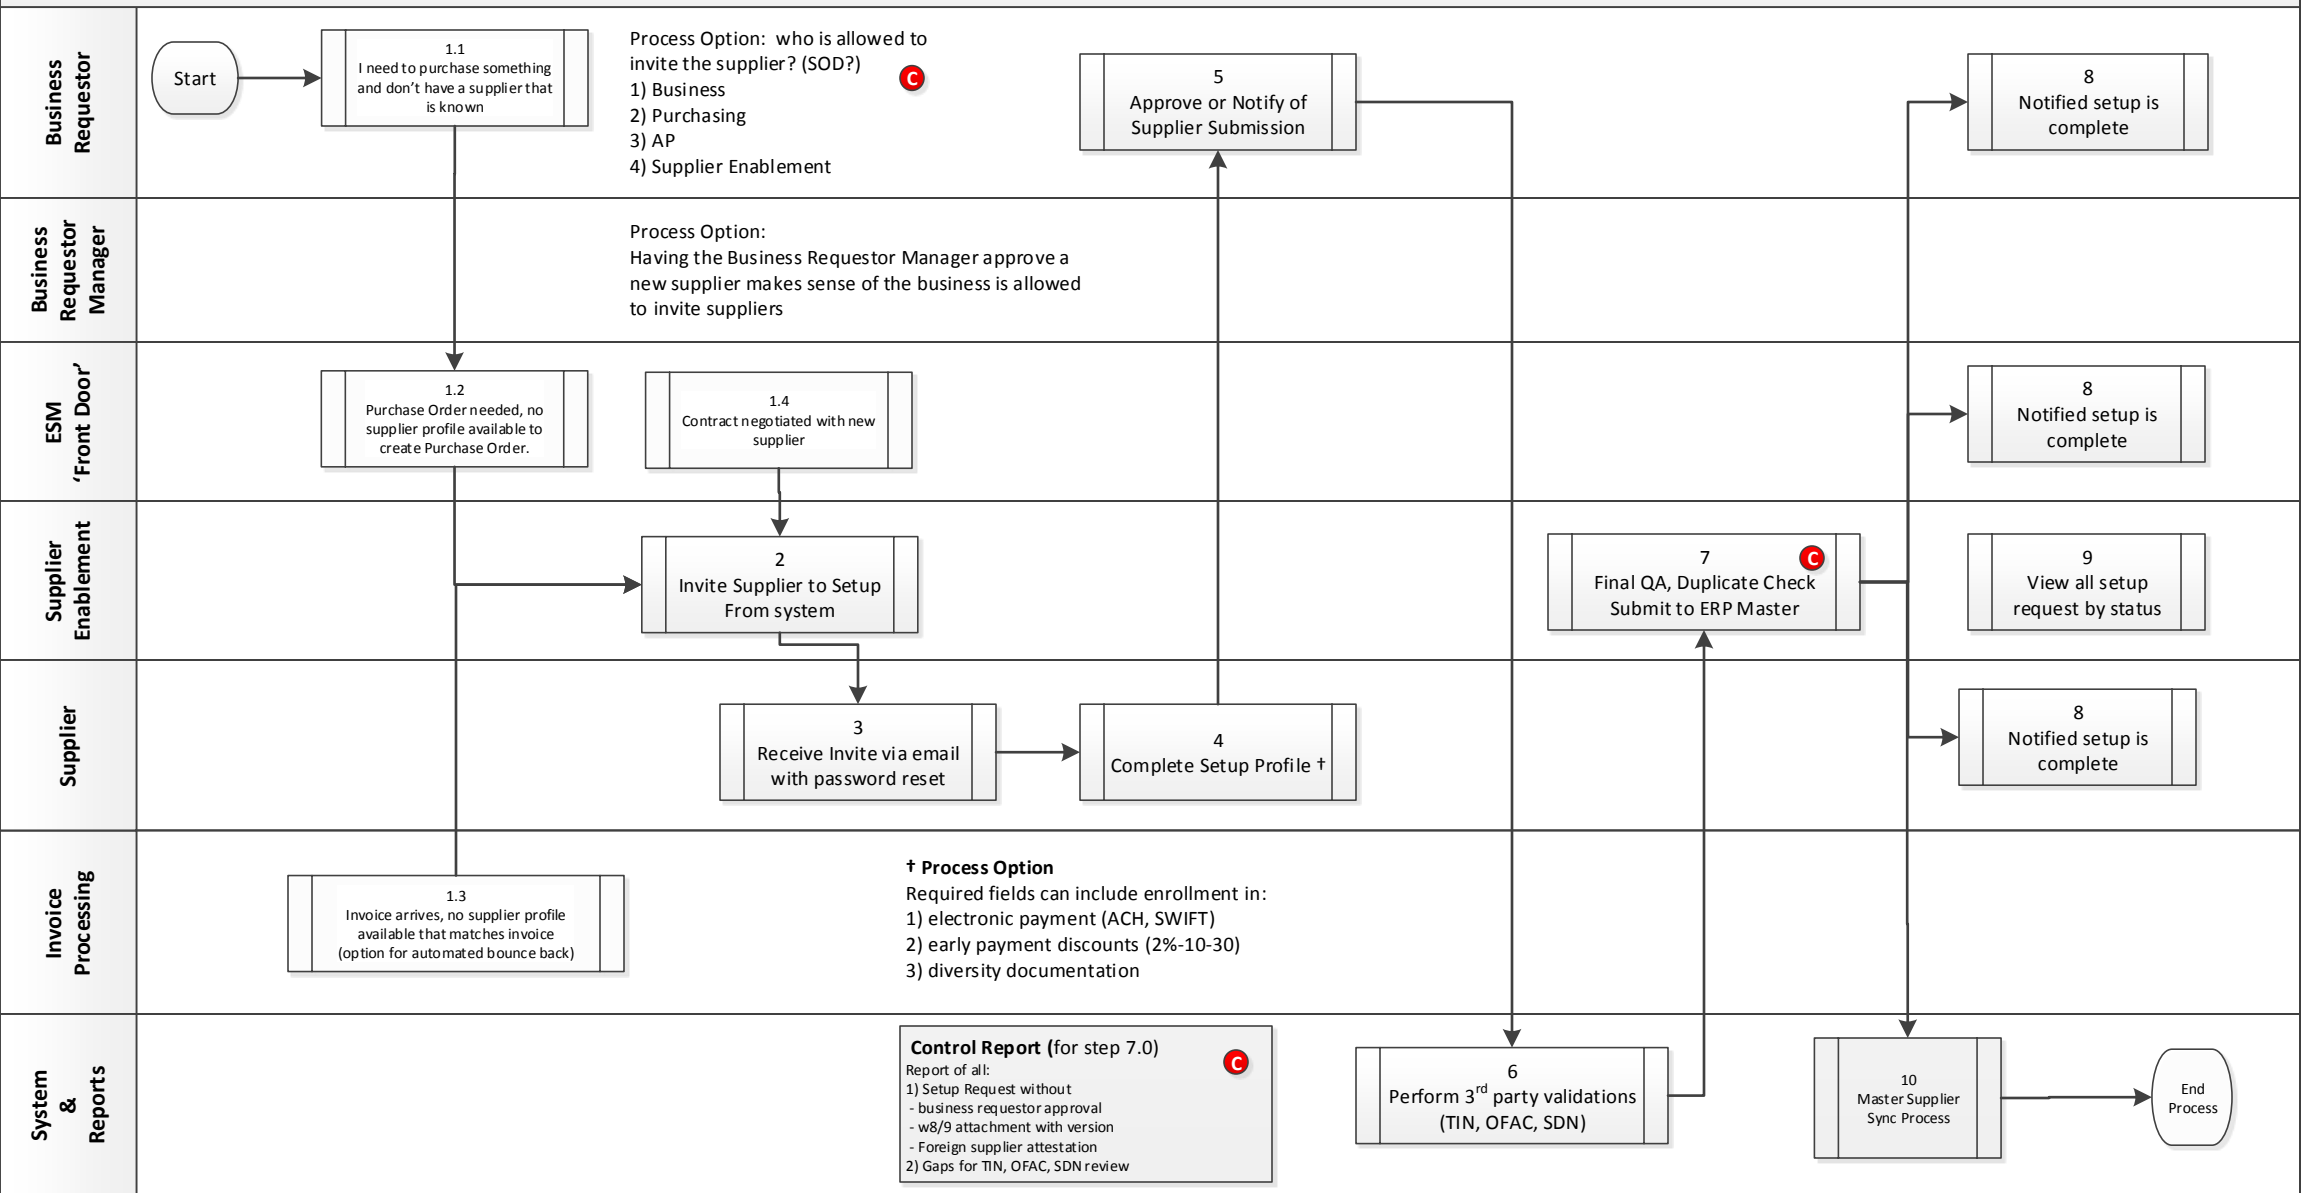 Business
Requestor
Start
1.1
I need to purchase something
and don’t have a supplier that
is known
Process Option:  who is allowed to
invite the supplier? (SOD?)
1) Business
2) Purchasing
3) AP
4) Supplier Enablement
C
5
Approve or Notify of
Supplier Submission
8
Notified setup is
complete
Business
Requestor
Manager
Process Option:
Having the Business Requestor Manager approve a
new supplier makes sense of the business is allowed
to invite suppliers
ESM
‘Front Door’
1.2
Purchase Order needed, no
supplier profile available to
create Purchase Order.
1.4
Contract negotiated with new
supplier
8
Notified setup is
complete
Supplier
Enablement
2
Invite Supplier to Setup
From system
7
Final QA, Duplicate Check
Submit to ERP Master
C
9
View all setup
request by status
Supplier
3
Receive Invite via email
with password reset
4
Complete Setup Profile †
8
Notified setup is
complete
Invoice
Processing
1.3
Invoice arrives, no supplier profile
available that matches invoice
(option for automated bounce back)
† Process Option
Required fields can include enrollment in:
1) electronic payment (ACH, SWIFT)
2) early payment discounts (2%-10-30)
3) diversity documentation
System
&
Reports
Control Report (for step 7.0)
C
Report of all:
1) Setup Request without
- business requestor approval
- w8/9 attachment with version
- Foreign supplier attestation
2) Gaps for TIN, OFAC, SDN review
6
Perform 3rd party validations
(TIN, OFAC, SDN)
10
Master Supplier
Sync Process
End
Process